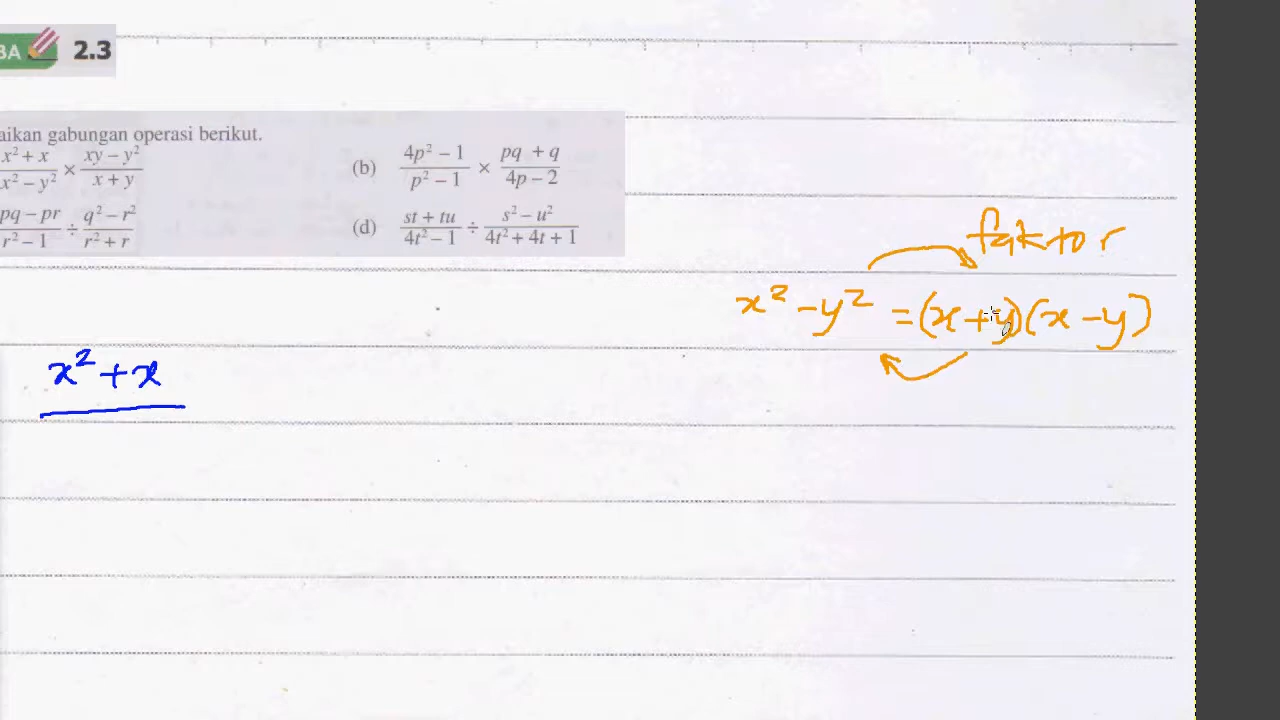 BA 2.3
aikan gabungan operasi berikut.
x² + x / x² – y² × xy – y² / x + y
(b) 4p² – 1 / p² – 1 × pq + q / 4p – 2
pq – pr / r² – 1 ÷ q² – r² / r² + r
(d) st + tu / 4t² – 1 ÷ s² – u² / 4t² + 4t + 1
faktor
x² – y² = (x + y)(x – y)
x² + x